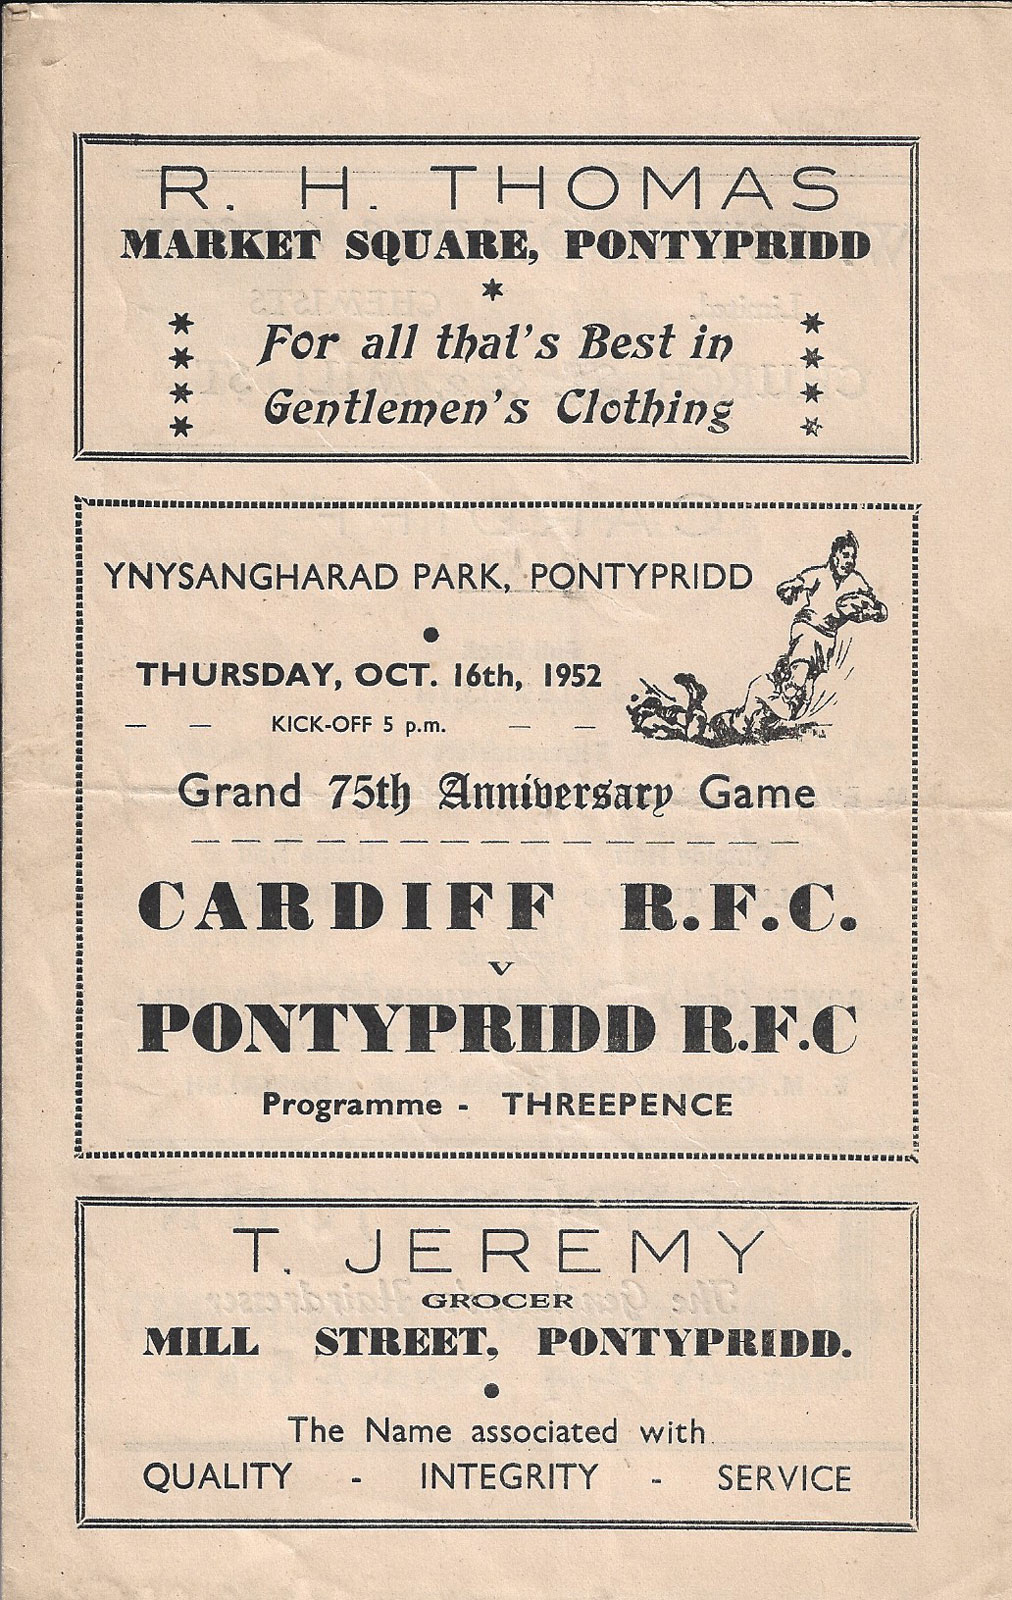 R. H. THOMAS
MARKET SQUARE, PONTYPRIDD
For all that's Best in
Gentlemen's Clothing
YNYSANGHARAD PARK, PONTYPRIDD
THURSDAY, OCT. 16th, 1952
— — KICK-OFF 5 p.m. — —
Grand 75th Anniversary Game
CARDIFF R.F.C.
v
PONTYPRIDD R.F.C
Programme - THREEPENCE
T. JEREMY
GROCER
MILL STREET, PONTYPRIDD.
The Name associated with
QUALITY - INTEGRITY - SERVICE